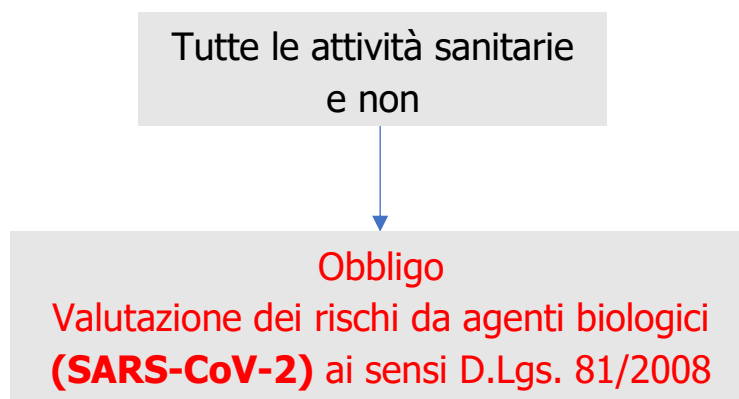 Tutte le attività sanitarie
e non
Obbligo
Valutazione dei rischi da agenti biologici
(SARS-CoV-2) ai sensi D.Lgs. 81/2008